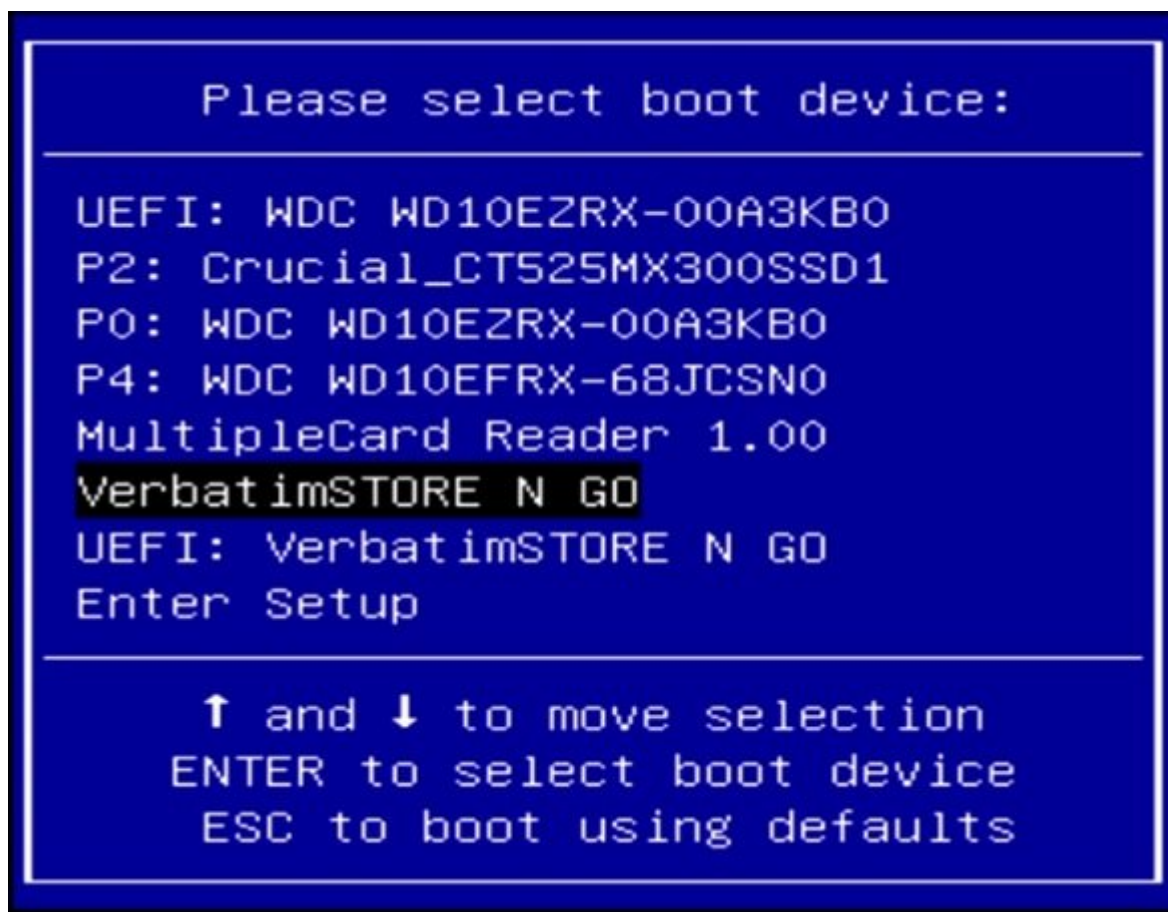 Please select boot device:
UEFI: WDC WD10EZRX-00A3KB0
P2: Crucial_CT525MX300SSD1
P0: WDC WD10EZRX-00A3KB0
P4: WDC WD10EFRX-68JCSN0
MultipleCard Reader 1.00
VerbatimSTORE N GO
UEFI: VerbatimSTORE N GO
Enter Setup
↑ and ↓ to move selection
ENTER to select boot device
ESC to boot using defaults